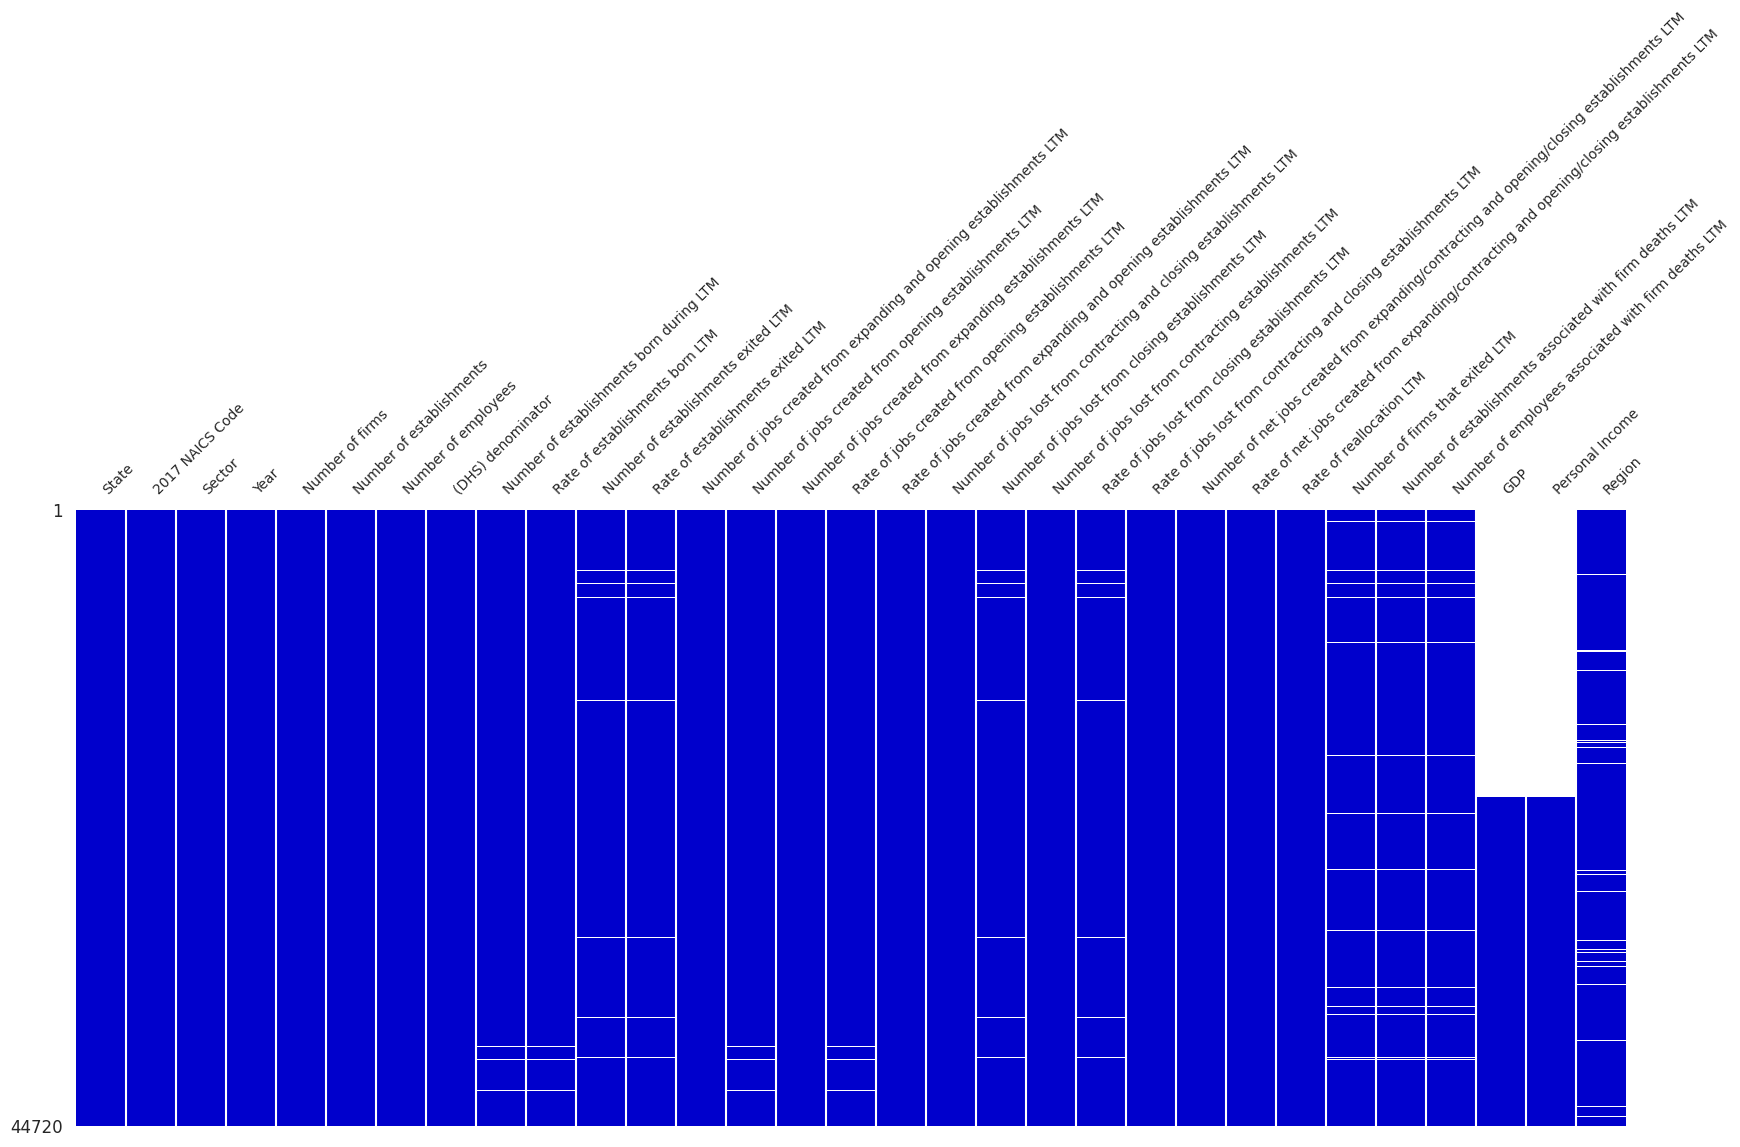 State
2017 NAICS Code
Sector
Year
Number of firms
Number of establishments
Number of employees
(DHS) denominator
Number of establishments born during LTM
Rate of establishments born LTM
Number of establishments exited LTM
Rate of establishments exited LTM
Number of jobs created from expanding and opening establishments LTM
Number of jobs created from opening establishments LTM
Number of jobs created from expanding establishments LTM
Rate of jobs created from opening establishments LTM
Rate of jobs created from expanding and opening establishments LTM
Number of jobs lost from contracting and closing establishments LTM
Number of jobs lost from closing establishments LTM
Number of jobs lost from contracting establishments LTM
Rate of jobs lost from closing establishments LTM
Rate of jobs lost from contracting and closing establishments LTM
Number of net jobs created from expanding/contracting and opening/closing establishments LTM
Rate of net jobs created from expanding/contracting and opening/closing establishments LTM
Rate of reallocation LTM
Number of firms that exited LTM
Number of establishments associated with firm deaths LTM
Number of employees associated with firm deaths LTM
GDP
Personal Income
Region
1
44720